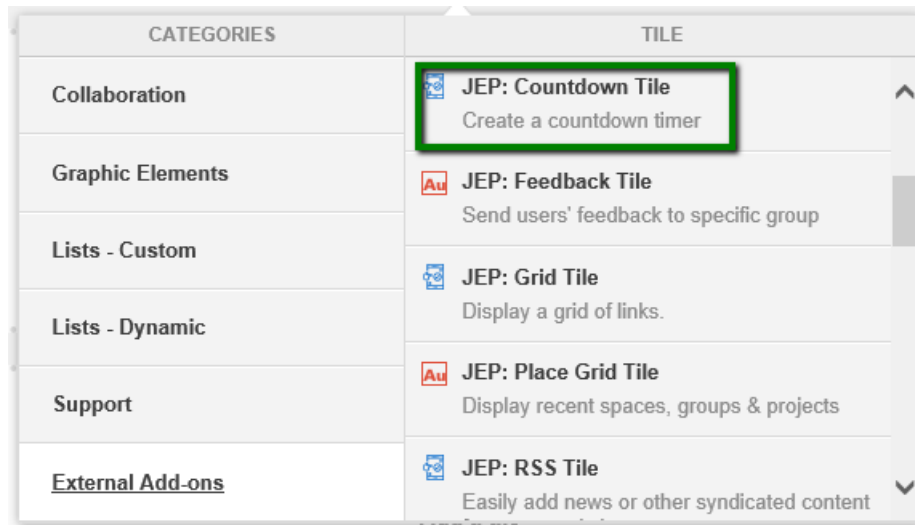 CATEGORIES
TILE
Collaboration
Graphic Elements
Lists - Custom
Lists - Dynamic
Support
External Add-ons
JEP: Countdown Tile
Create a countdown timer
Au
JEP: Feedback Tile
Send users' feedback to specific group
JEP: Grid Tile
Display a grid of links.
Au
JEP: Place Grid Tile
Display recent spaces, groups & projects
JEP: RSS Tile
Easily add news or other syndicated content